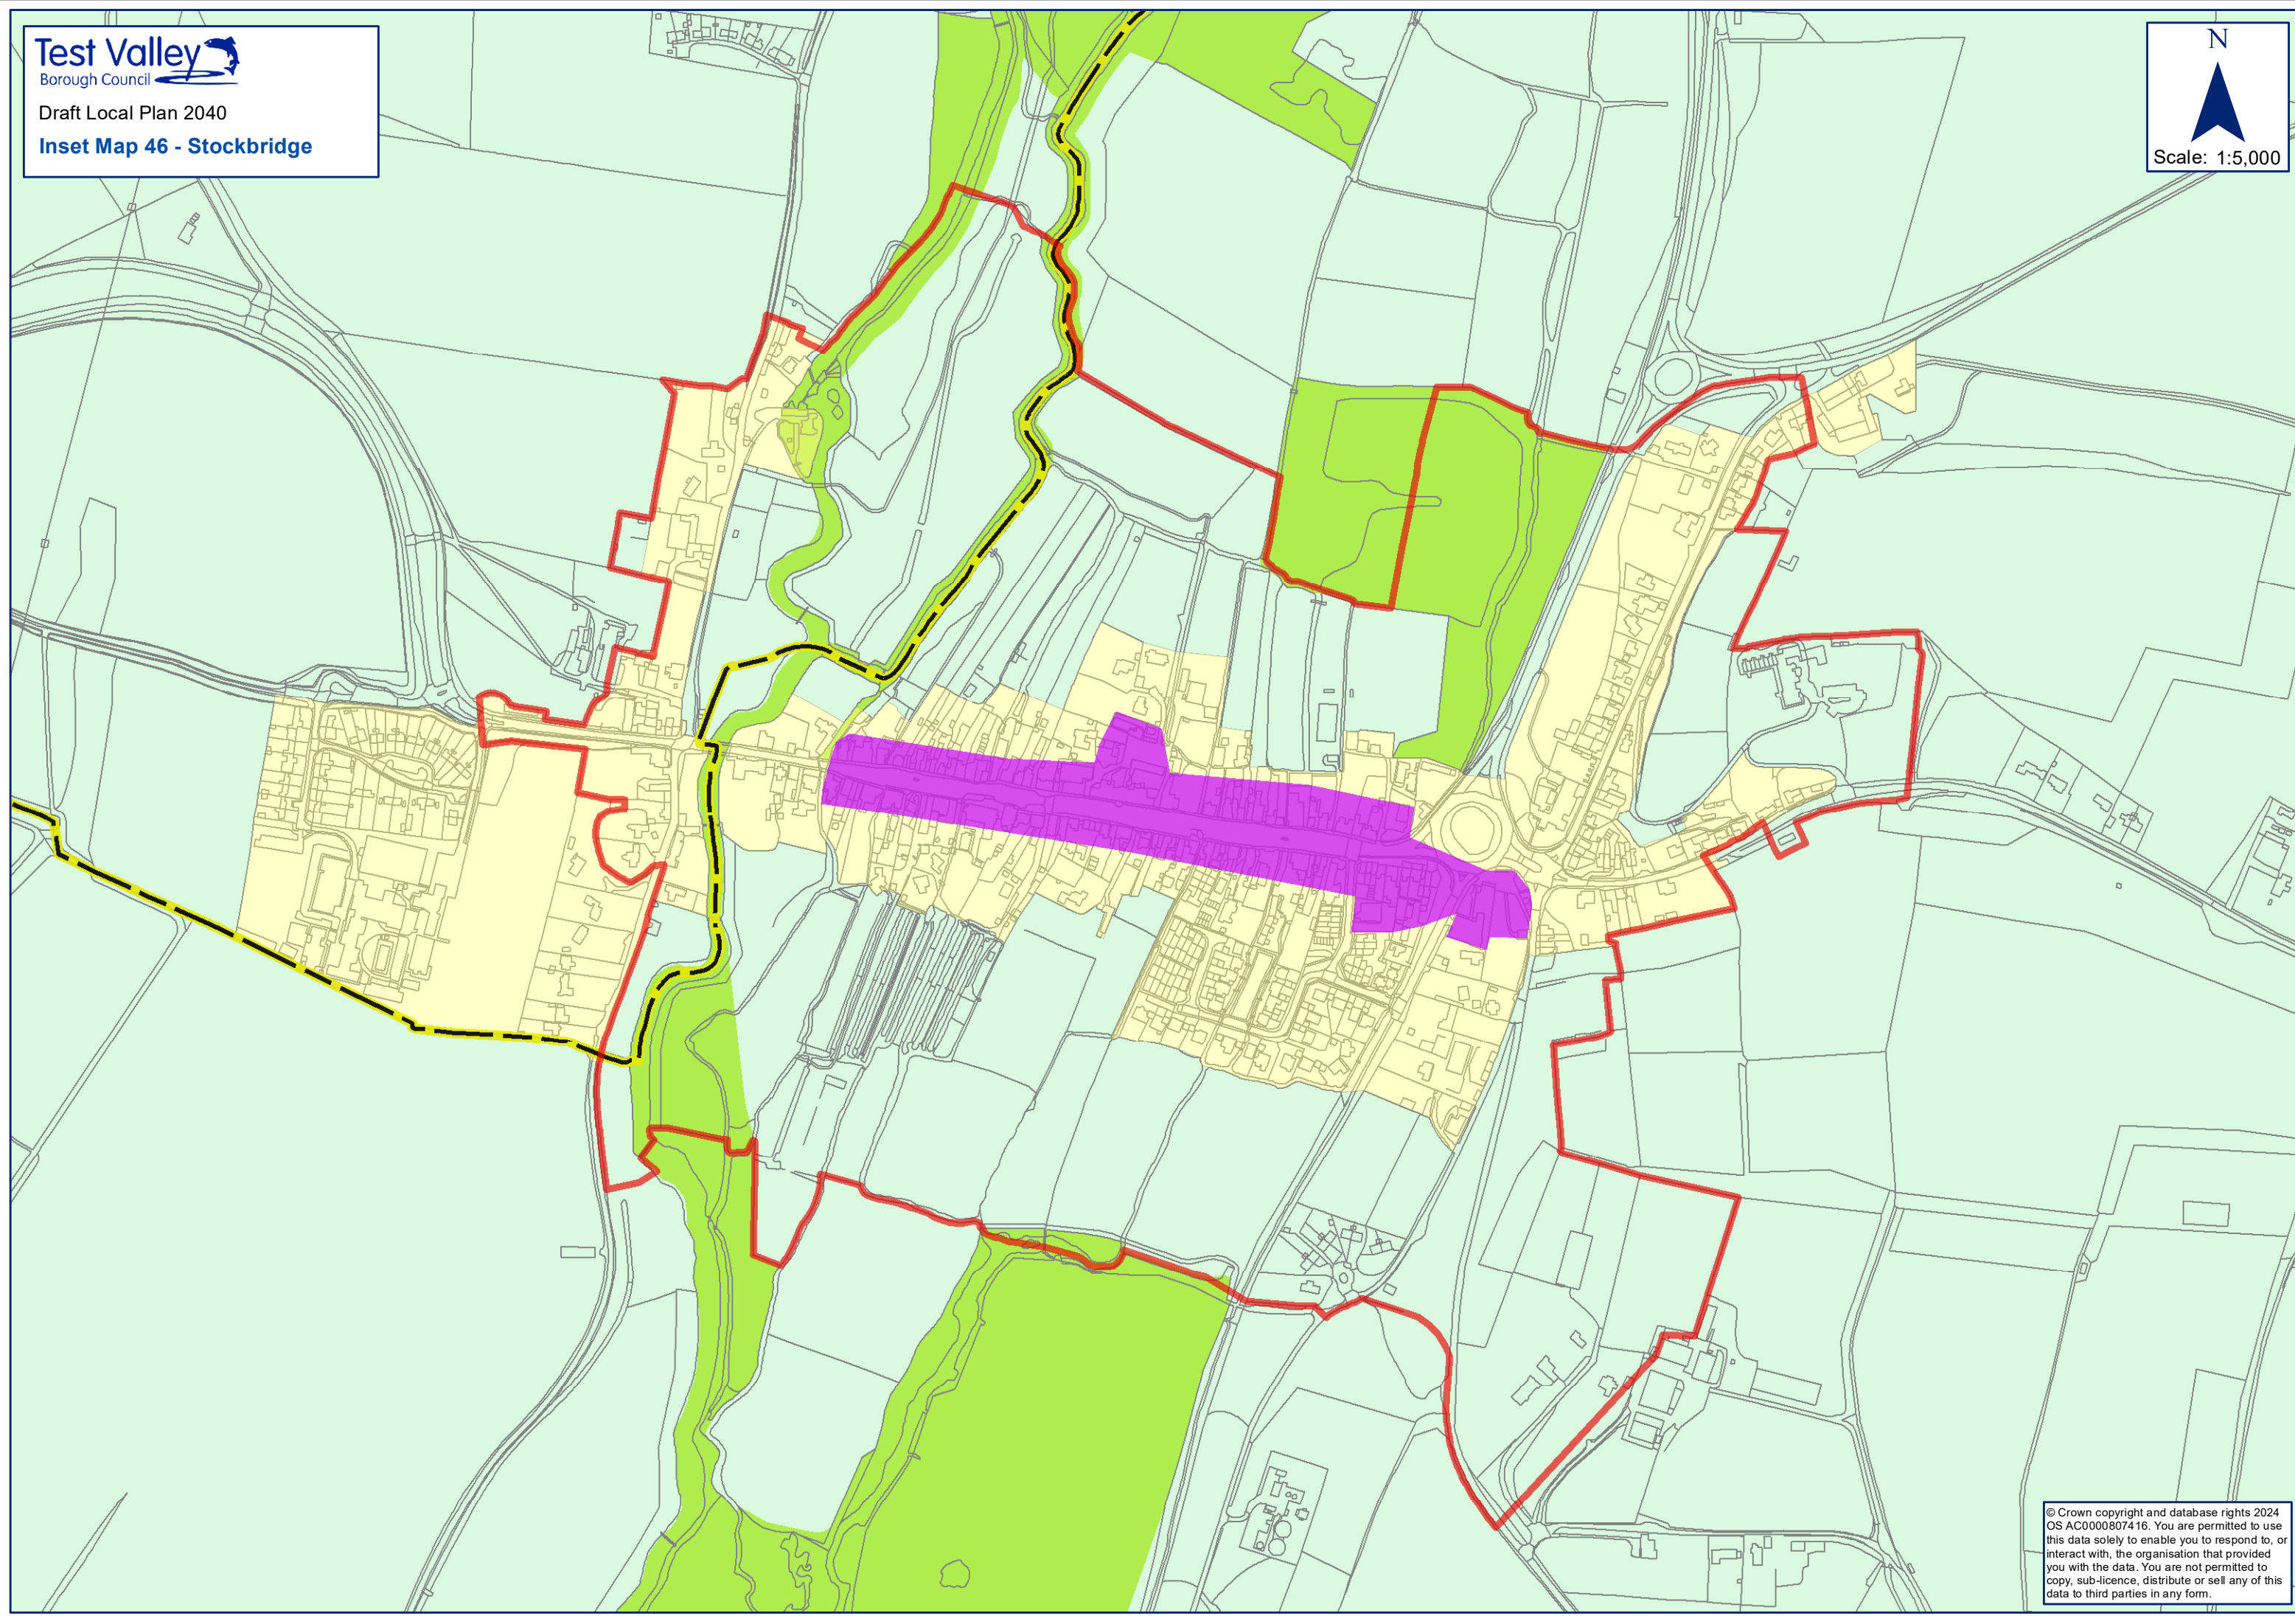 Test Valley
Borough Council
Draft Local Plan 2040
Inset Map 46 - Stockbridge
N
Scale: 1:5,000
© Crown copyright and database rights 2024
OS AC0000807416. You are permitted to use
this data solely to enable you to respond to, or
interact with, the organisation that provided
you with the data. You are not permitted to
copy, sub-licence, distribute or sell any of this
data to third parties in any form.